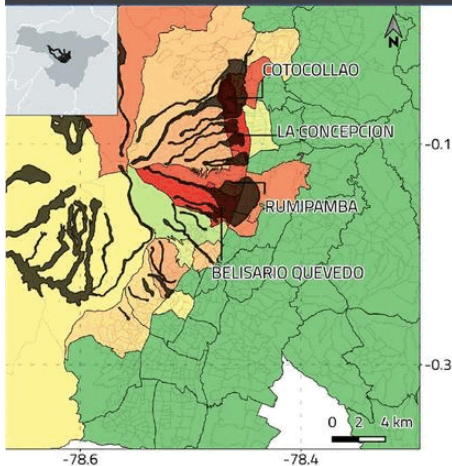 N
COTOCOLLAO
LA CONCEPCION
-0.1
RUMIPAMBA
BELISARIO QUEVEDO
-0.3
0 2 4 km
-78.6 -78.4